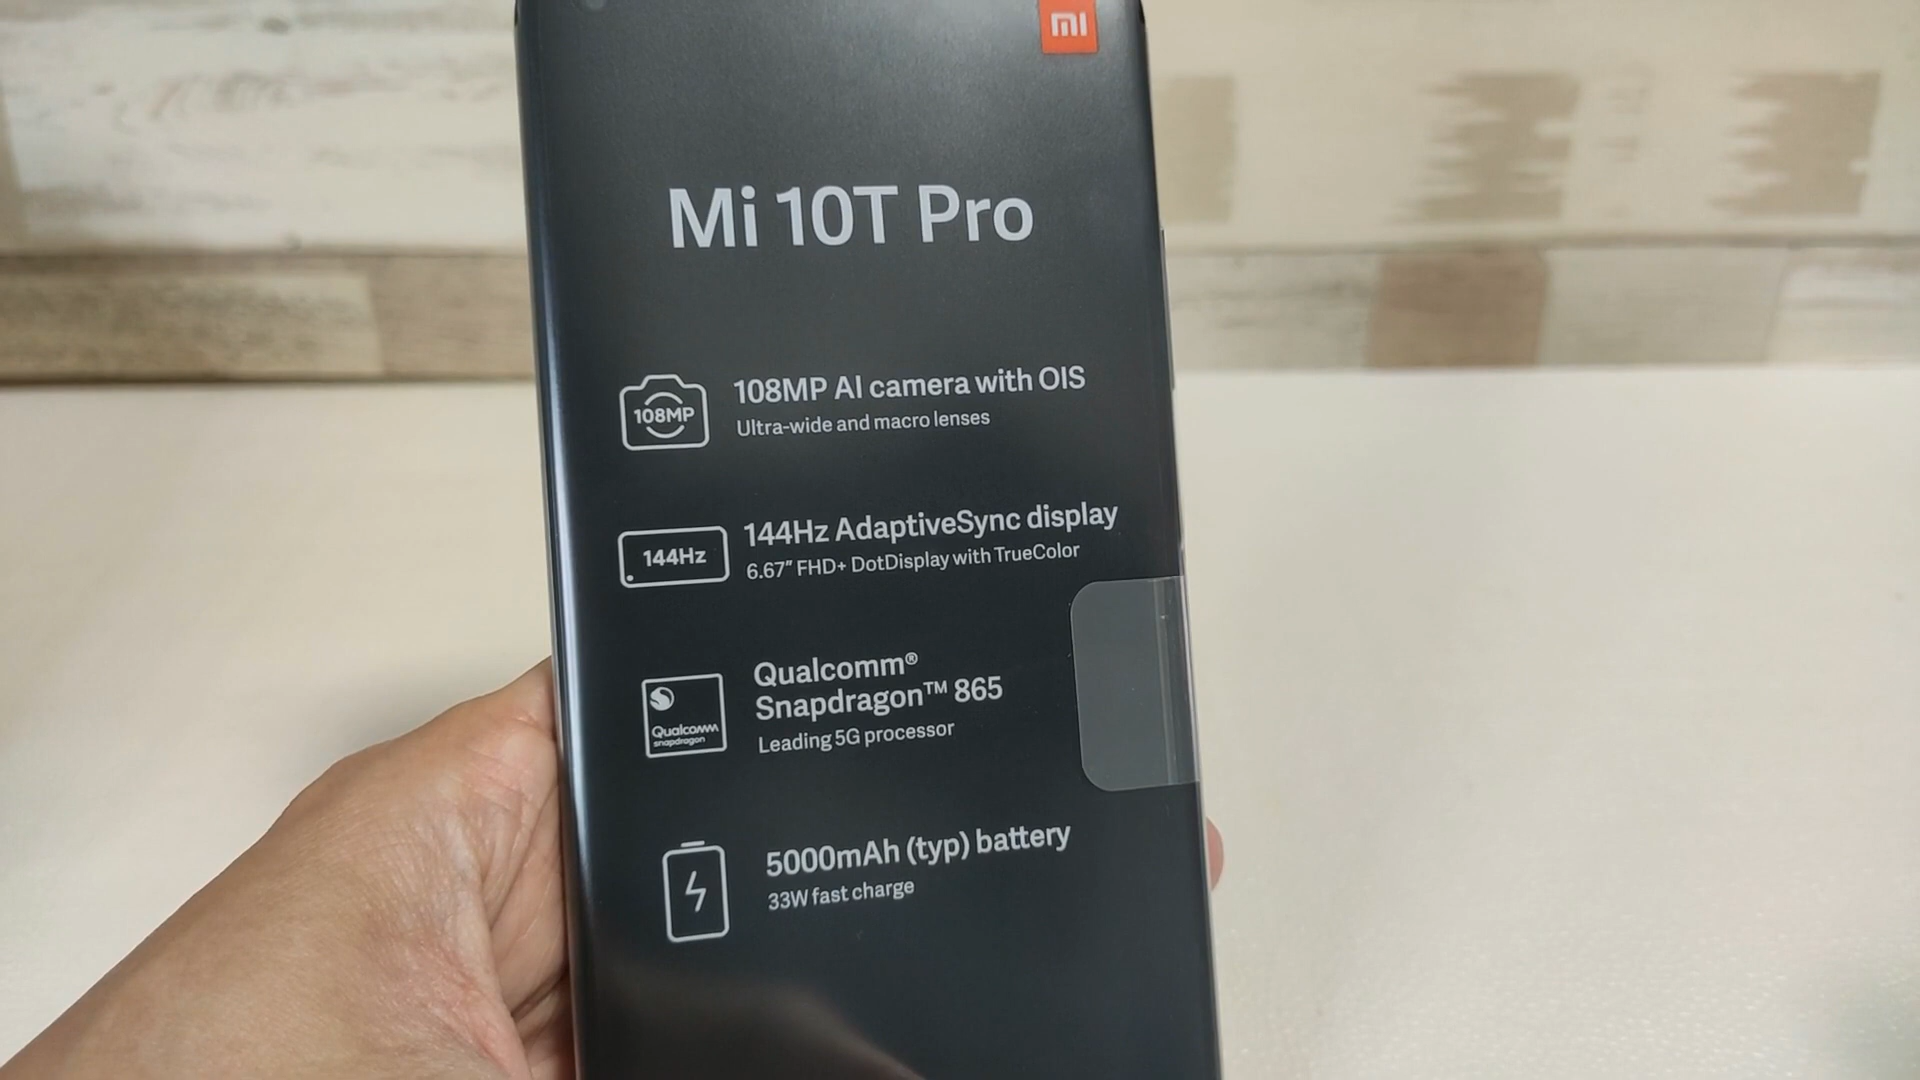 mi
Mi 10T Pro
108MP
108MP AI camera with OIS
Ultra-wide and macro lenses
144Hz
144Hz AdaptiveSync display
6.67" FHD+ DotDisplay with TrueColor
Qualcomm
snapdragon
Qualcomm®
Snapdragon™ 865
Leading 5G processor
5000mAh (typ) battery
33W fast charge